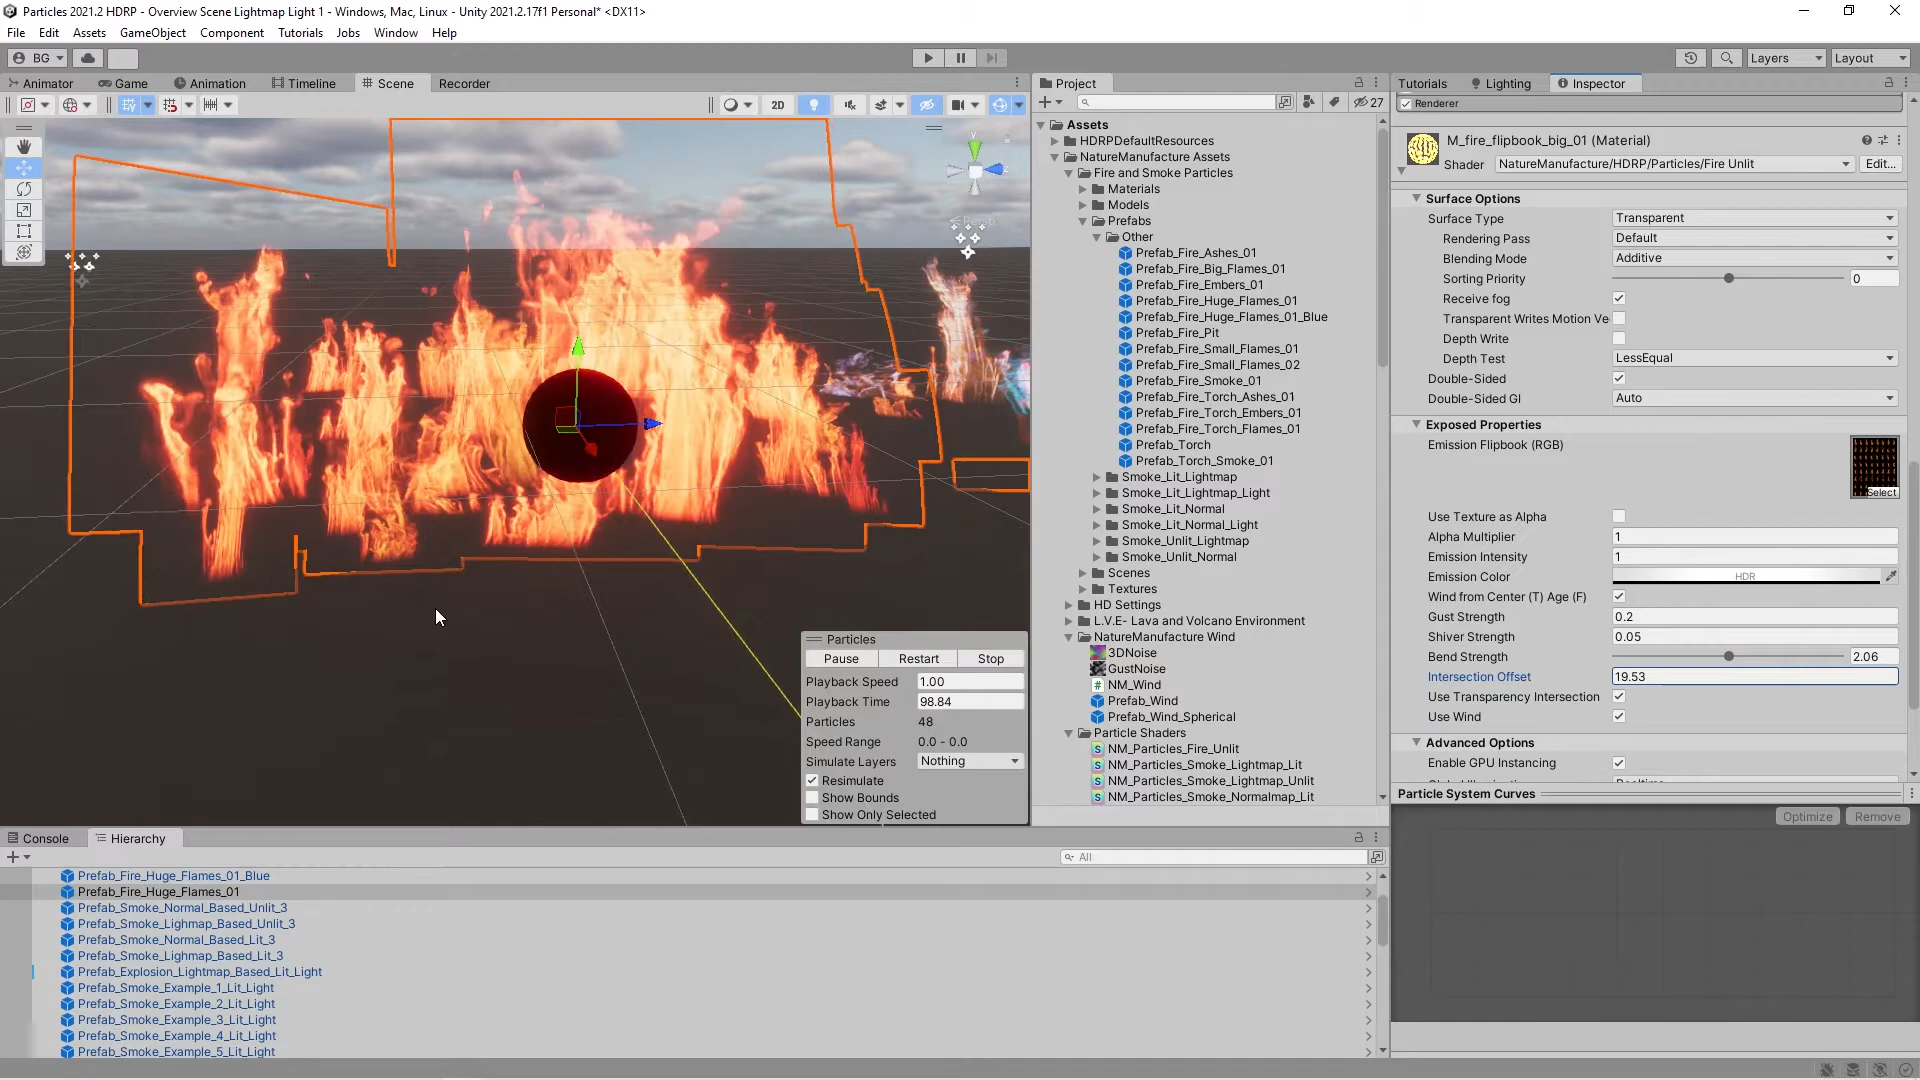 Particles 2021.2 HDRP - Overview Scene Lightmap Light 1 - Windows, Mac, Linux - Unity 2021.2.17f1 Personal* <DX11>
File Edit Assets GameObject Component Tutorials Jobs Window Help
BG Layers Layout
Animator Game Animation Timeline Scene Recorder
2D
Persp
Particles
Pause Restart Stop
Playback Speed 1.00
Playback Time 98.84
Particles 48
Speed Range 0.0 - 0.0
Simulate Layers Nothing
Resimulate
Show Bounds
Show Only Selected
Project
27
Assets
HDRPDefaultResources
NatureManufacture Assets
Fire and Smoke Particles
Materials
Models
Prefabs
Other
Prefab_Fire_Ashes_01
Prefab_Fire_Big_Flames_01
Prefab_Fire_Embers_01
Prefab_Fire_Huge_Flames_01
Prefab_Fire_Huge_Flames_01_Blue
Prefab_Fire_Pit
Prefab_Fire_Small_Flames_01
Prefab_Fire_Small_Flames_02
Prefab_Fire_Smoke_01
Prefab_Fire_Torch_Ashes_01
Prefab_Fire_Torch_Embers_01
Prefab_Fire_Torch_Flames_01
Prefab_Torch
Prefab_Torch_Smoke_01
Smoke_Lit_Lightmap
Smoke_Lit_Lightmap_Light
Smoke_Lit_Normal
Smoke_Lit_Normal_Light
Smoke_Unlit_Lightmap
Smoke_Unlit_Normal
Scenes
Textures
HD Settings
L.V.E- Lava and Volcano Environment
NatureManufacture Wind
3DNoise
GustNoise
NM_Wind
Prefab_Wind
Prefab_Wind_Spherical
Particle Shaders
NM_Particles_Fire_Unlit
NM_Particles_Smoke_Lightmap_Lit
NM_Particles_Smoke_Lightmap_Unlit
NM_Particles_Smoke_Normalmap_Lit
Tutorials Lighting Inspector
Renderer
M_fire_flipbook_big_01 (Material)
Shader NatureManufacture/HDRP/Particles/Fire Unlit Edit...
Surface Options
Surface Type Transparent
Rendering Pass Default
Blending Mode Additive
Sorting Priority 0
Receive fog
Transparent Writes Motion Ve
Depth Write
Depth Test LessEqual
Double-Sided
Double-Sided GI Auto
Exposed Properties
Emission Flipbook (RGB)
Select
Use Texture as Alpha
Alpha Multiplier 1
Emission Intensity 1
Emission Color HDR
Wind from Center (T) Age (F)
Gust Strength 0.2
Shiver Strength 0.05
Bend Strength 2.06
Intersection Offset 19.53
Use Transparency Intersection
Use Wind
Advanced Options
Enable GPU Instancing
Particle System Curves
Optimize Remove
Console Hierarchy
All
Prefab_Fire_Huge_Flames_01_Blue
Prefab_Fire_Huge_Flames_01
Prefab_Smoke_Normal_Based_Unlit_3
Prefab_Smoke_Lighmap_Based_Unlit_3
Prefab_Smoke_Normal_Based_Lit_3
Prefab_Smoke_Lighmap_Based_Lit_3
Prefab_Explosion_Lightmap_Based_Lit_Light
Prefab_Smoke_Example_1_Lit_Light
Prefab_Smoke_Example_2_Lit_Light
Prefab_Smoke_Example_3_Lit_Light
Prefab_Smoke_Example_4_Lit_Light
Prefab_Smoke_Example_5_Lit_Light